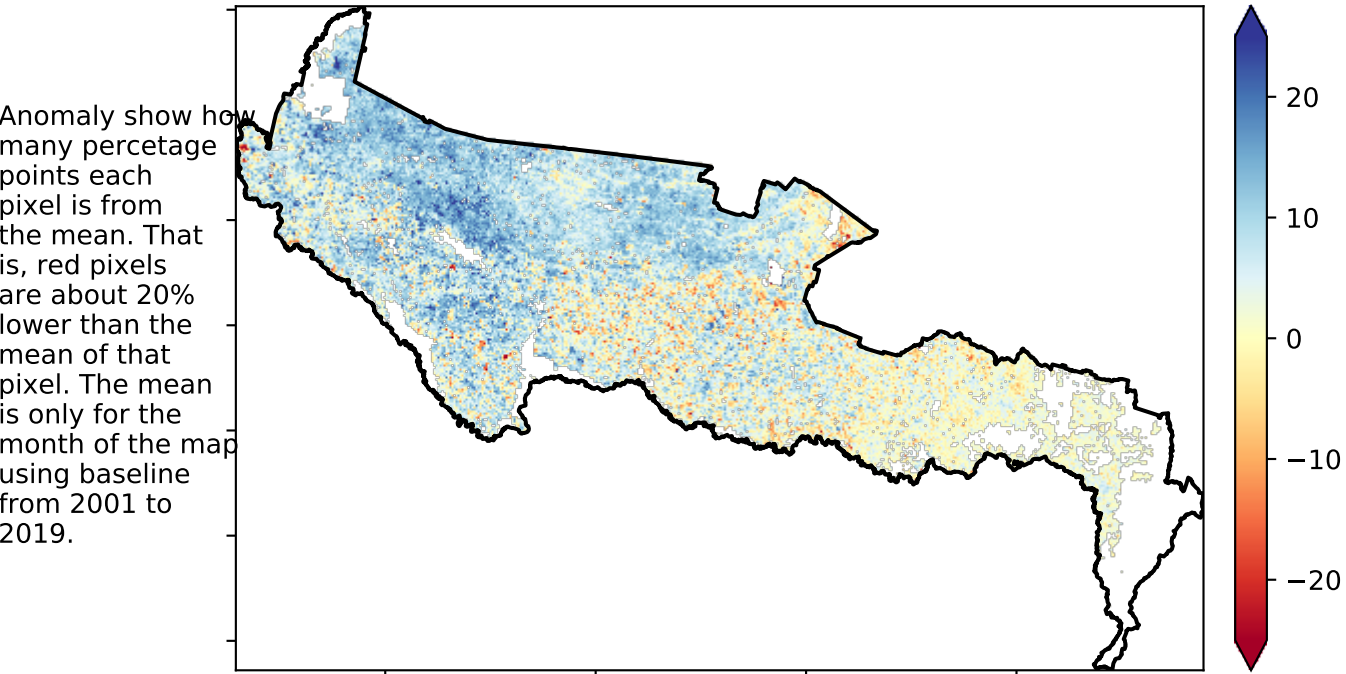 Anomaly show how
many percetage
points each
pixel is from
the mean. That
is, red pixels
are about 20%
lower than the
mean of that
pixel. The mean
is only for the
month of the map
using baseline
from 2001 to
2019.
20
10
0
−10
−20